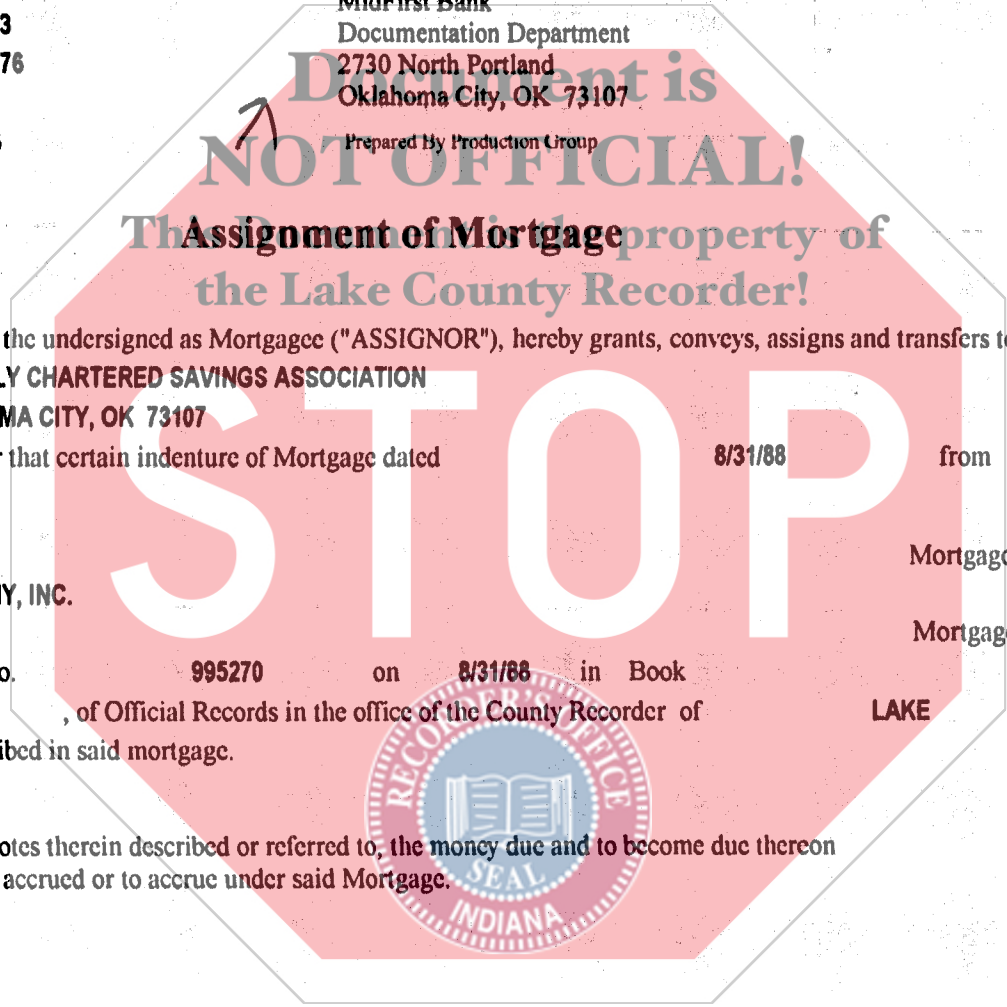 3
MidFirst Bank
Documentation Department
76
2730 North Portland
Oklahoma City, OK 73107
Prepared By Production Group
Document is
NOT OFFICIAL!
This Document is the property of
the Lake County Recorder!
Assignment of Mortgage
the undersigned as Mortgagee ("ASSIGNOR"), hereby grants, conveys, assigns and transfers to
LY CHARTERED SAVINGS ASSOCIATION
MA CITY, OK 73107
that certain indenture of Mortgage dated 8/31/88 from
STOP
Mortgago
Y, INC.
Mortgage
o. 995270 on 8/31/88 in Book
, of Official Records in the office of the County Recorder of LAKE
ibed in said mortgage.
otes therein described or referred to, the money due and to become due thereon
accrued or to accrue under said Mortgage.
RECORDER'S OFFICE
SEAL
INDIANA